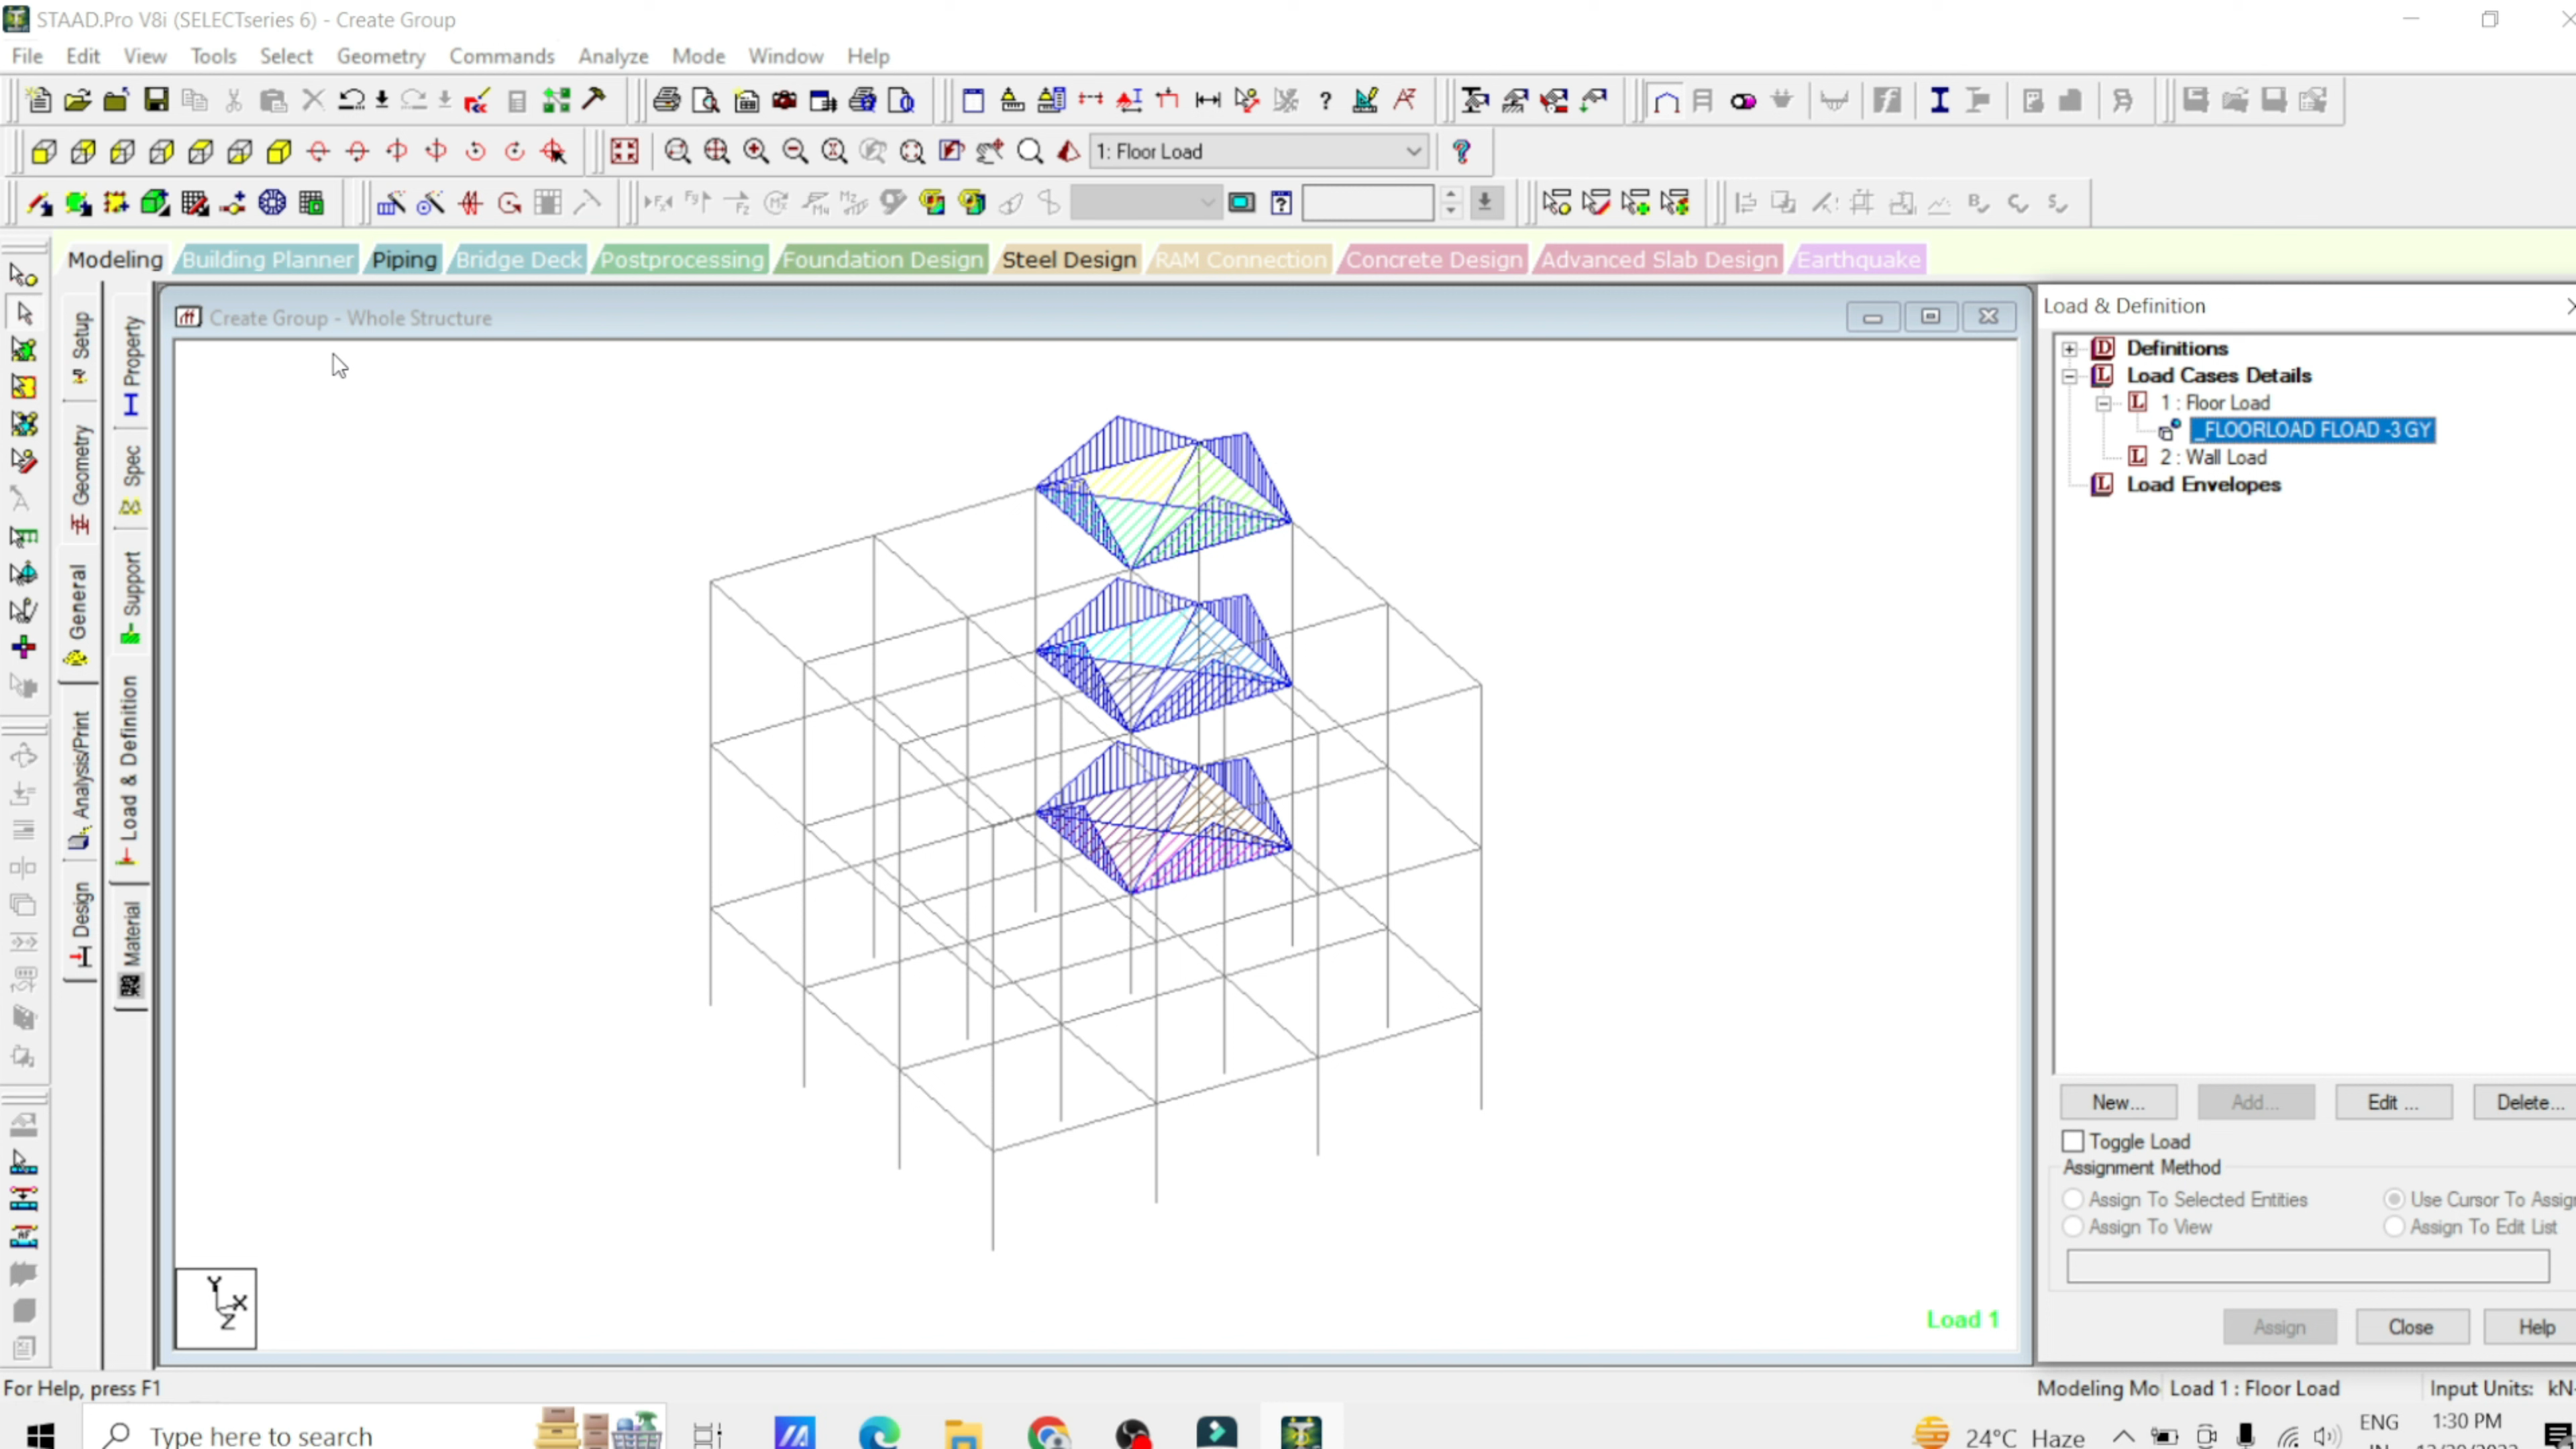 STAAD.Pro V8i (SELECTseries 6) - Create Group
File Edit View Tools Select Geometry Commands Analyze Mode Window Help
1: Floor Load
Modeling Building Planner Piping Bridge Deck Postprocessing Foundation Design Steel Design RAM Connection Concrete Design Advanced Slab Design Earthquake
Setup
Geometry
General
Analysis/Print
Design
Property
Spec
Support
Load & Definition
Material
Create Group - Whole Structure
Y
X
Z
Load 1
Load & Definition
Definitions
Load Cases Details
1 : Floor Load
_FLOORLOAD FLOAD -3 GY
2 : Wall Load
Load Envelopes
New... Add... Edit ... Delete...
Toggle Load
Assignment Method
Assign To Selected Entities Use Cursor To Assign
Assign To View Assign To Edit List
Assign Close Help
For Help, press F1
Modeling Mo Load 1 : Floor Load Input Units: kN-
Type here to search
24°C Haze
ENG
1:30 PM